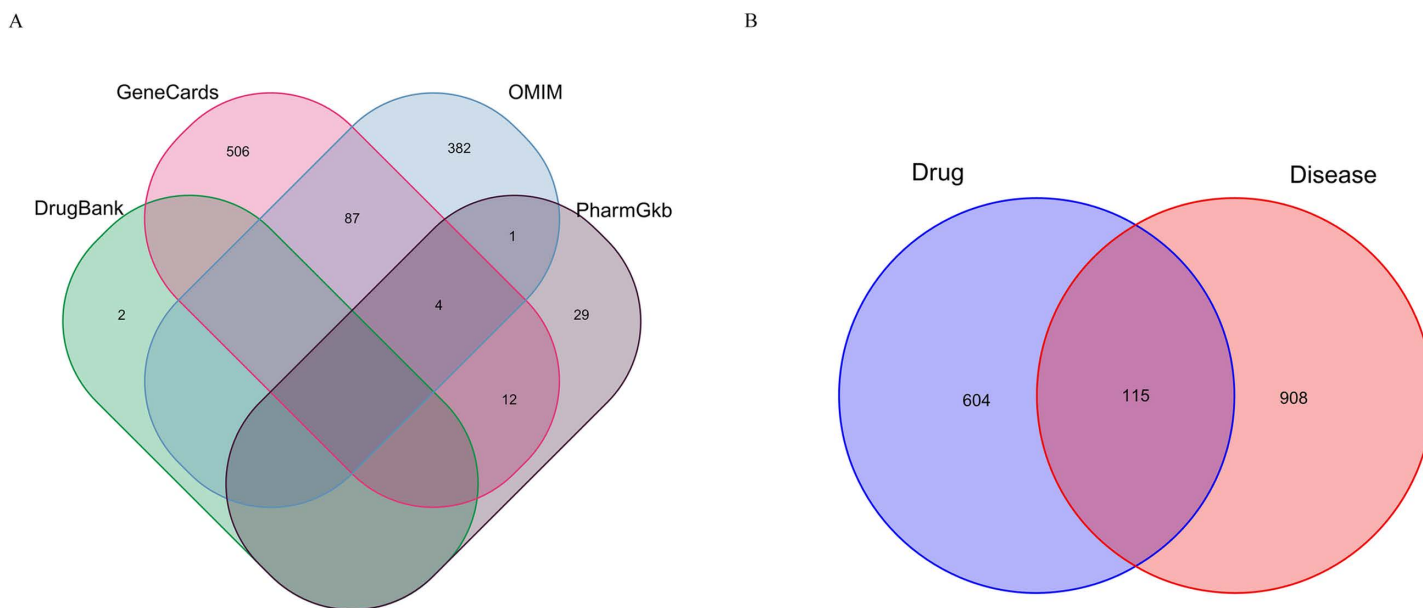 A
GeneCards
OMIM
506
382
DrugBank
PharmGkb
87
1
2
4
29
12
B
Drug
Disease
604
115
908